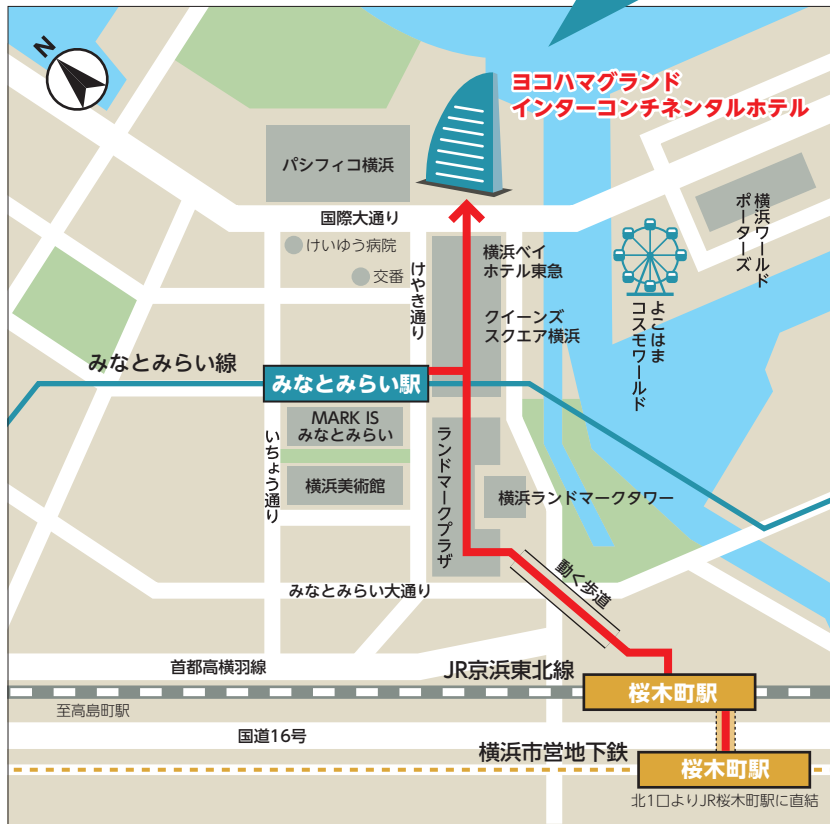 N
ヨコハマグランド
インターコンチネンタルホテル
パシフィコ横浜
国際大通り
けいゆう病院
交番
けやき通り
横浜ベイ
ホテル東急
クイーンズ
スクエア横浜
横浜ワールド
ポーターズ
よこはま
コスモワールド
みなとみらい線
みなとみらい駅
MARK IS
みなとみらい
いちょう通り
横浜美術館
ランドマークプラザ
横浜ランドマークタワー
動く歩道
みなとみらい大通り
首都高横羽線
JR京浜東北線
桜木町駅
至高島町駅
国道16号
横浜市営地下鉄
桜木町駅
北1口よりJR桜木町駅に直結